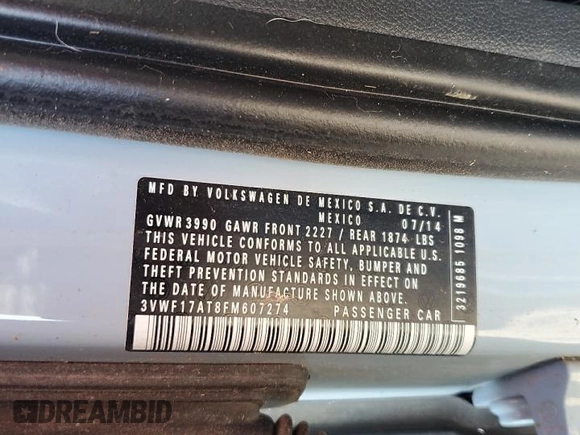 MFD BY VOLKSWAGEN DE MEXICO S.A. DE C.V.
MEXICO 07/14
GVWR 3990 GAWR FRONT 2227 / REAR 1874 LBS
THIS VEHICLE CONFORMS TO ALL APPLICABLE U.S.
FEDERAL MOTOR VEHICLE SAFETY, BUMPER AND
THEFT PREVENTION STANDARDS IN EFFECT ON
THE DATE OF MANUFACTURE SHOWN ABOVE.
3VWF17AT8FM607274 PASSENGER CAR
3219685 1098 M
DREAMBID